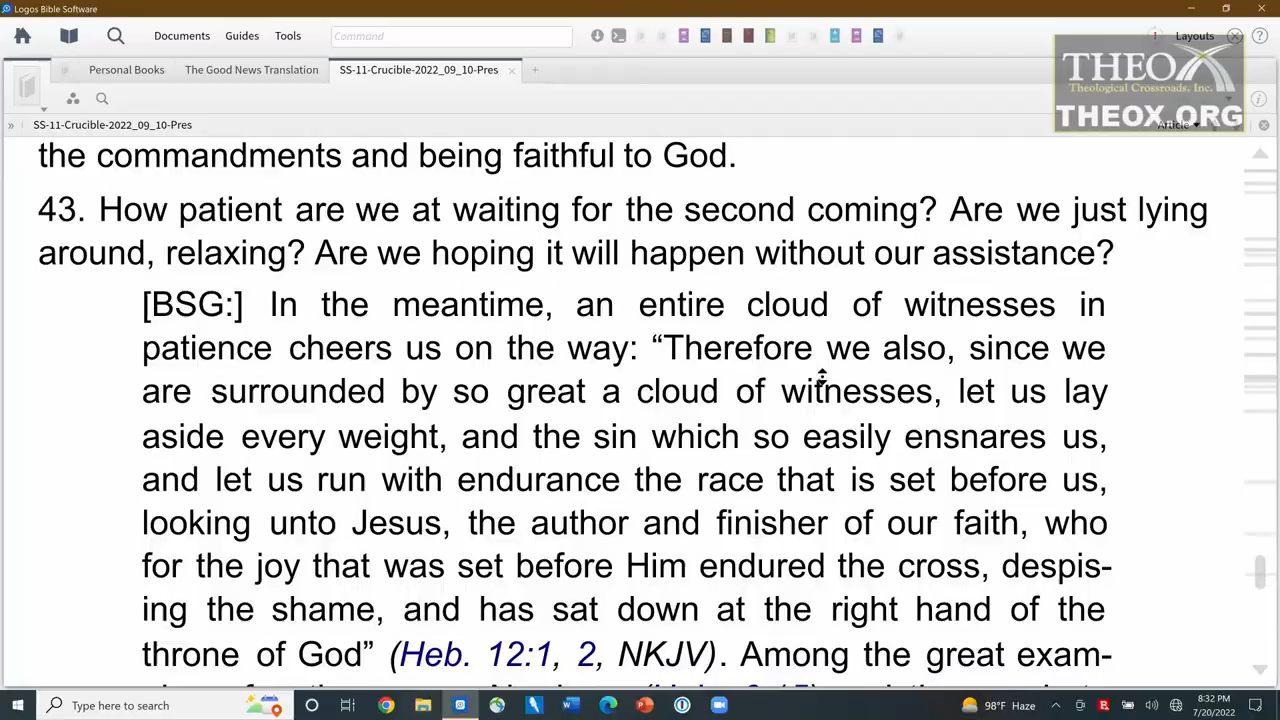 Logos Bible Software
Documents Guides Tools Command Layouts
Personal Books The Good News Translation SS-11-Crucible-2022_09_10-Pres
THEOX
Theological Crossroads, Inc.
THEOX.ORG
SS-11-Crucible-2022_09_10-Pres Article
the commandments and being faithful to God.
43. How patient are we at waiting for the second coming? Are we just lying
around, relaxing? Are we hoping it will happen without our assistance?
[BSG:] In the meantime, an entire cloud of witnesses in
patience cheers us on the way: “Therefore we also, since we
are surrounded by so great a cloud of witnesses, let us lay
aside every weight, and the sin which so easily ensnares us,
and let us run with endurance the race that is set before us,
looking unto Jesus, the author and finisher of our faith, who
for the joy that was set before Him endured the cross, despis-
ing the shame, and has sat down at the right hand of the
throne of God” (Heb. 12:1, 2, NKJV). Among the great exam-
Type here to search
98°F Haze
8:32 PM
7/20/2022